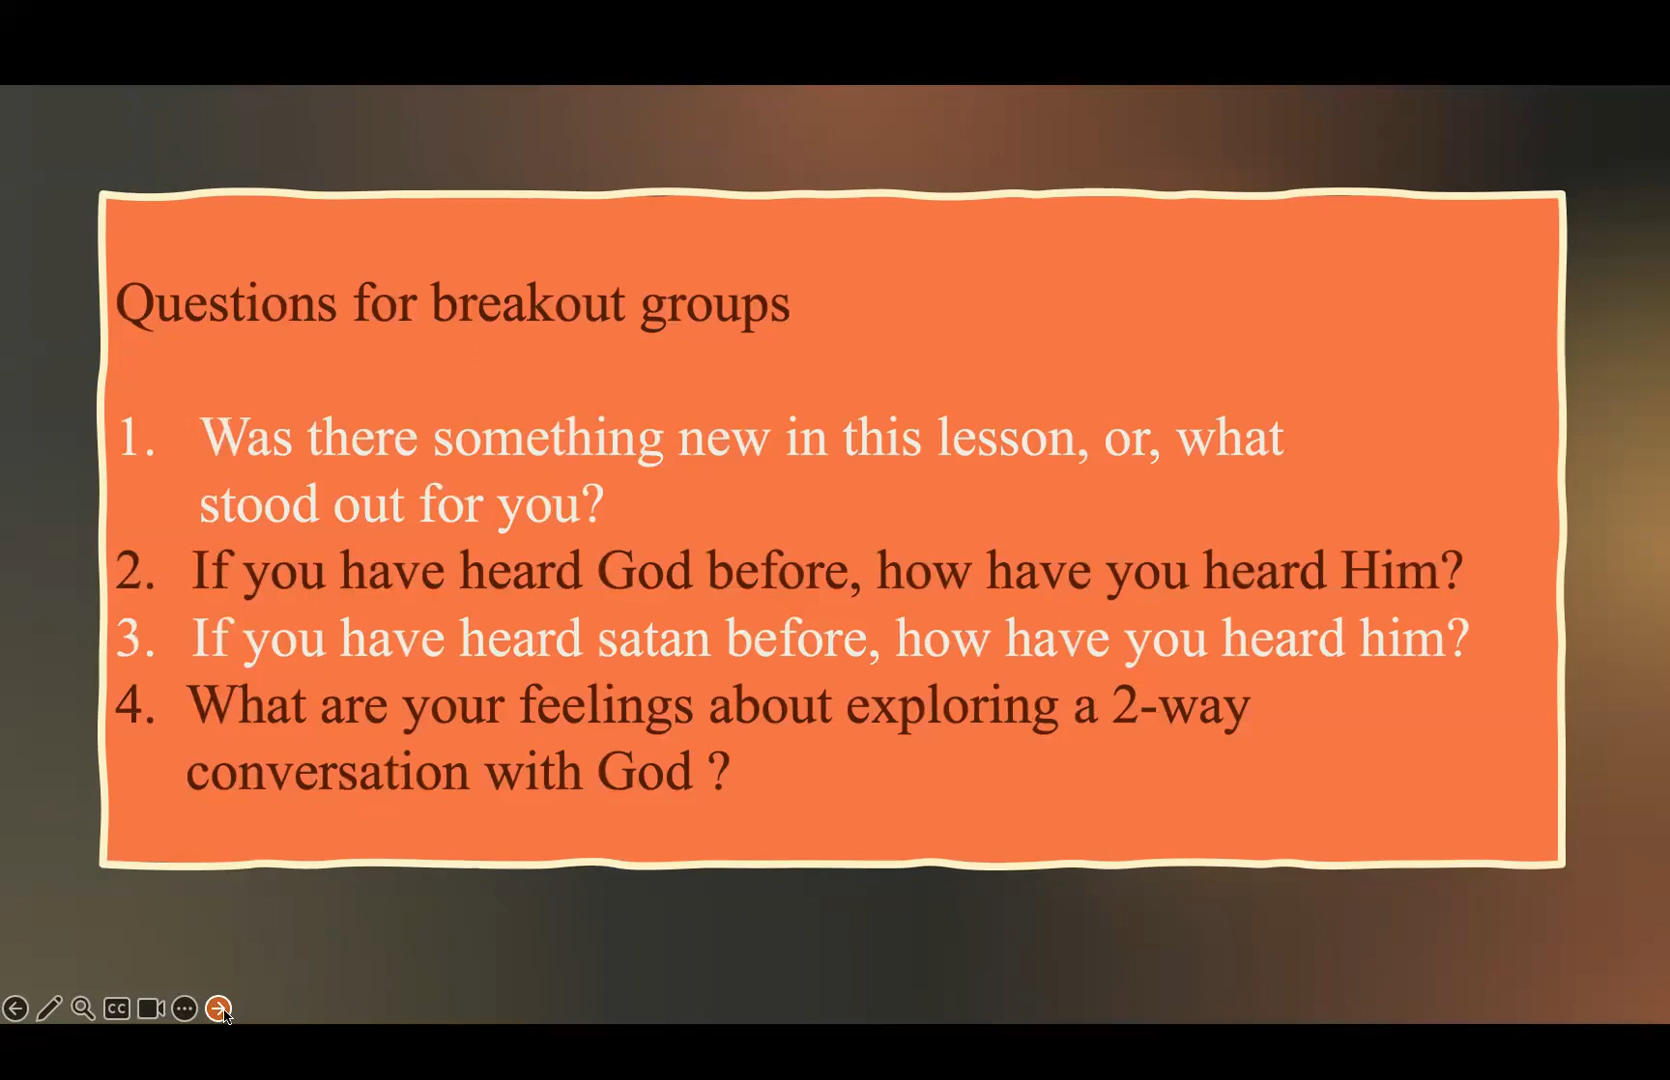 Questions for breakout groups
1. Was there something new in this lesson, or, what
stood out for you?
2. If you have heard God before, how have you heard Him?
3. If you have heard satan before, how have you heard him?
4. What are your feelings about exploring a 2-way
conversation with God ?
CC